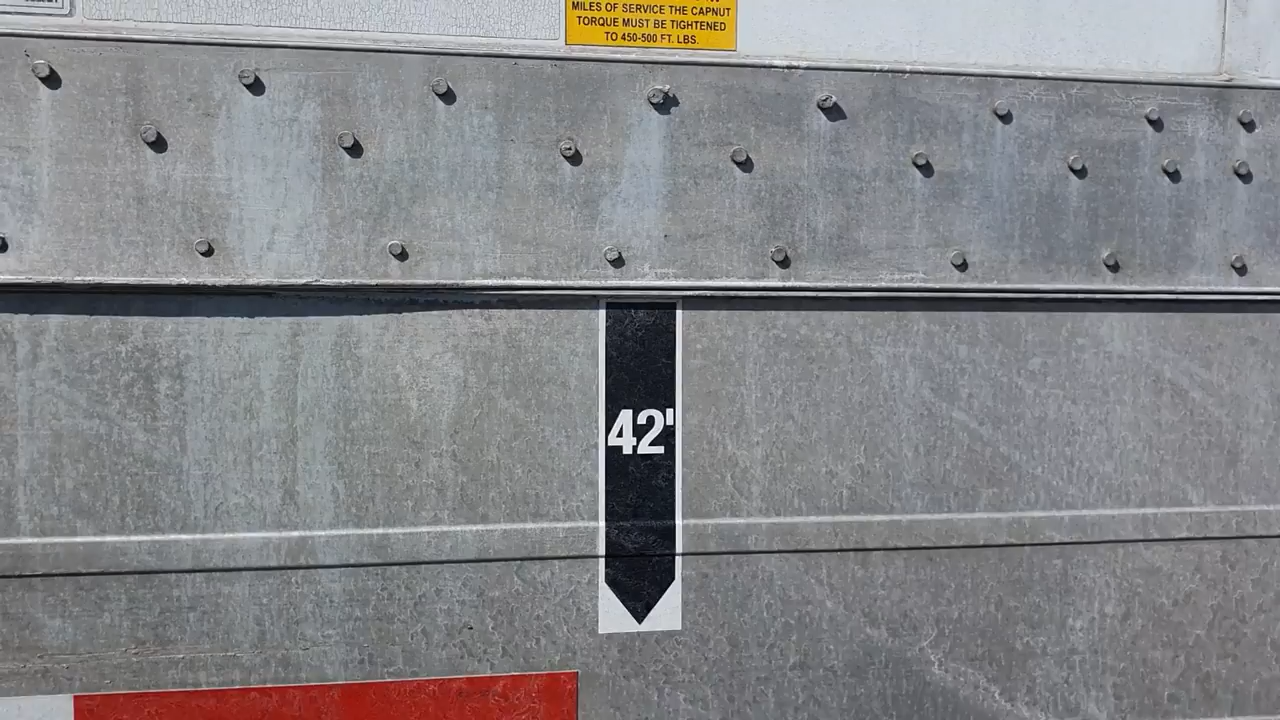 MILES OF SERVICE THE CAPNUT
TORQUE MUST BE TIGHTENED
TO 450-500 FT. LBS.
42'